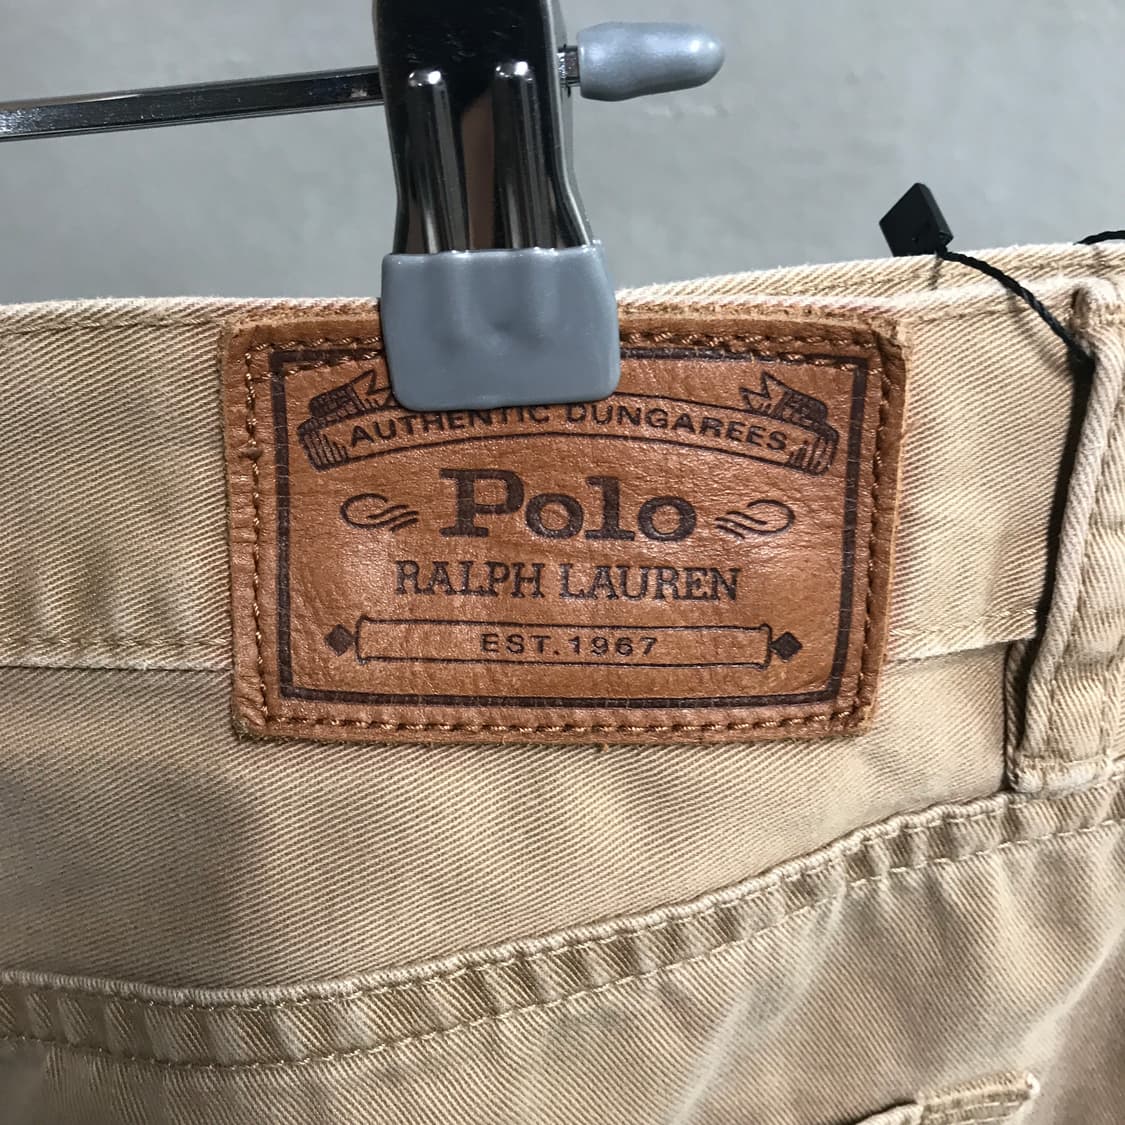 AUTHENTIC DUNGAREES
Polo
RALPH LAUREN
EST. 1967